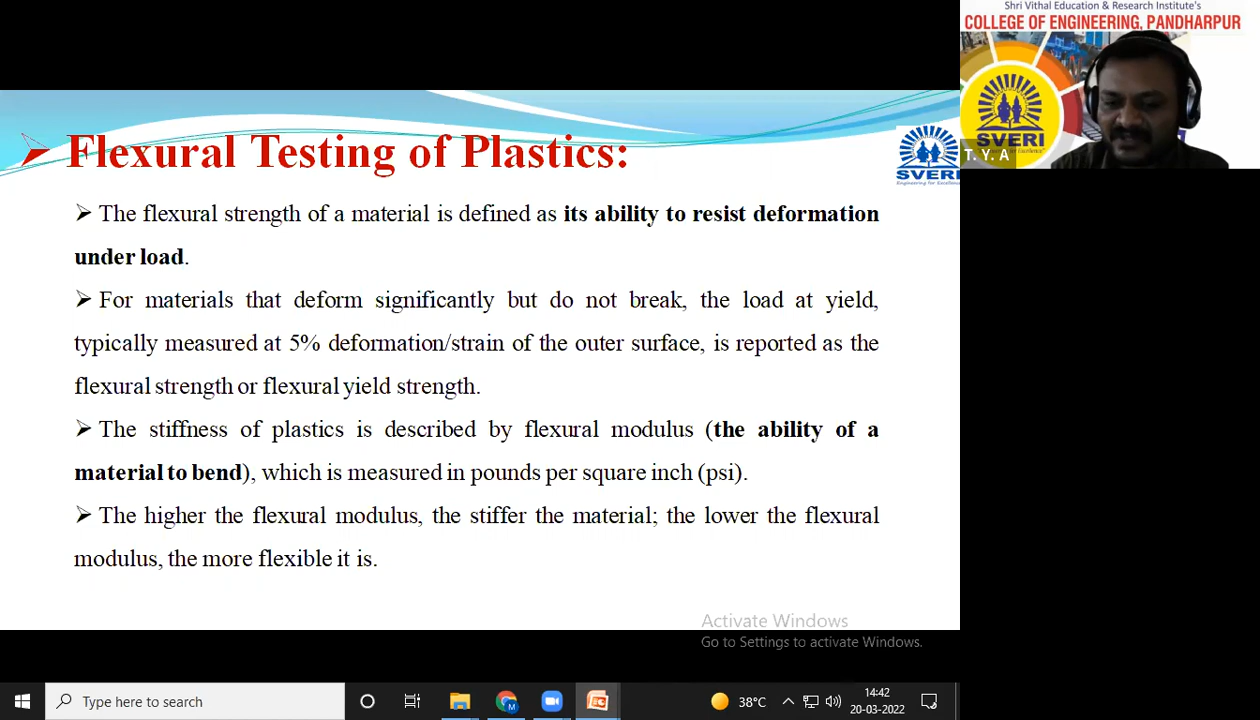 Shri Vithal Education & Research Institute's
COLLEGE OF ENGINEERING, PANDHARPUR
SVERI
T. Y. A
➢ Flexural Testing of Plastics:
SVERI
Engineering for Excellence
➢ The flexural strength of a material is defined as its ability to resist deformation
under load.
➢ For materials that deform significantly but do not break, the load at yield,
typically measured at 5% deformation/strain of the outer surface, is reported as the
flexural strength or flexural yield strength.
➢ The stiffness of plastics is described by flexural modulus (the ability of a
material to bend), which is measured in pounds per square inch (psi).
➢ The higher the flexural modulus, the stiffer the material; the lower the flexural
modulus, the more flexible it is.
Activate Windows
Go to Settings to activate Windows.
Type here to search
38°C
14:42
20-03-2022